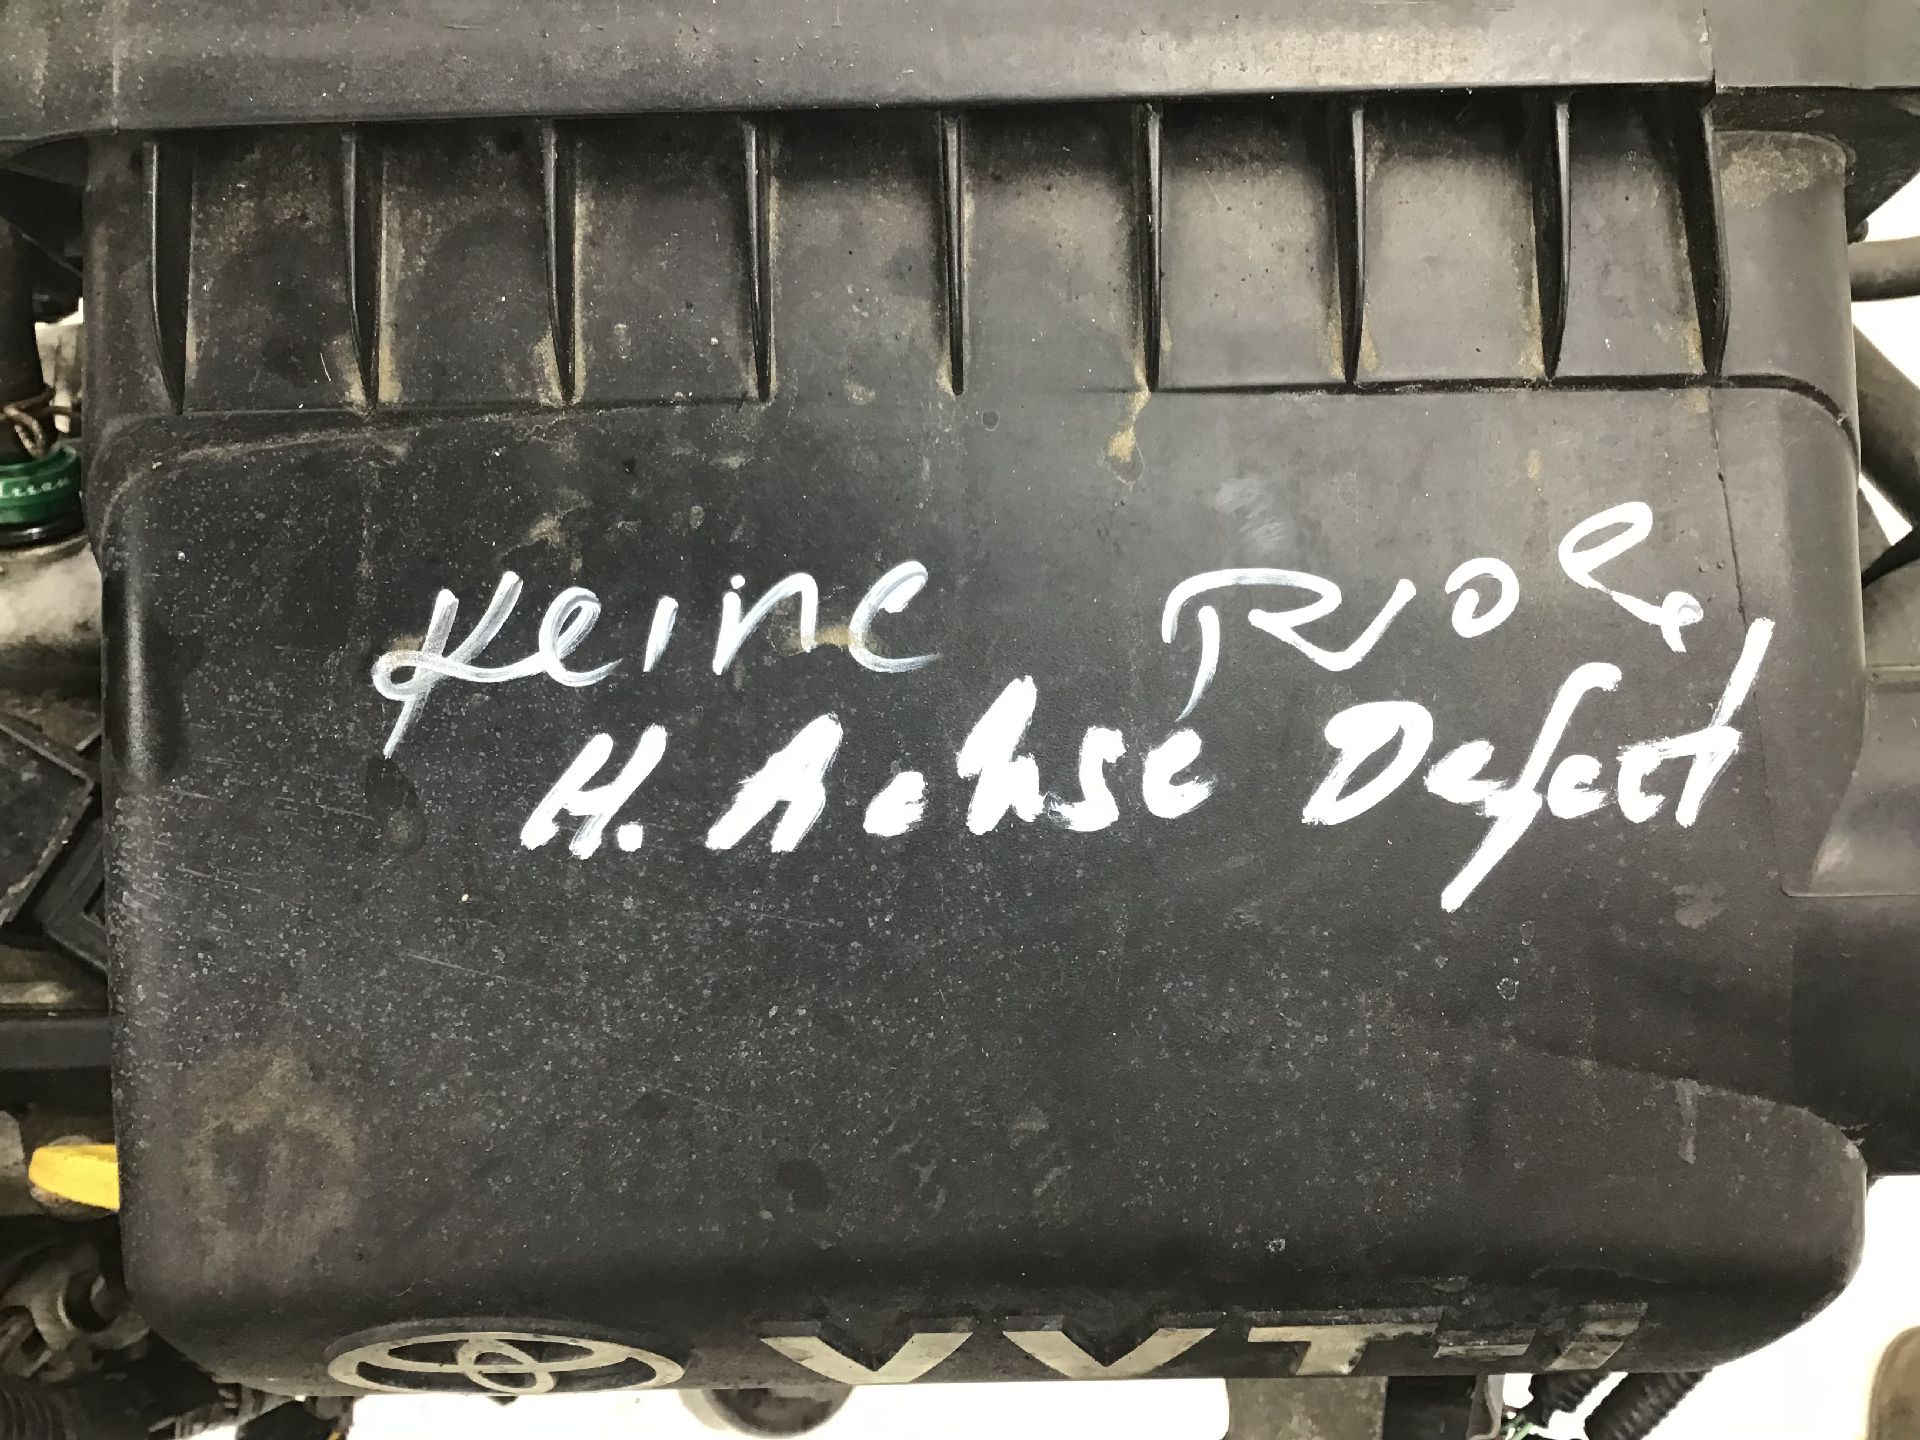 Keine
H. Achse Defect
VVT-i